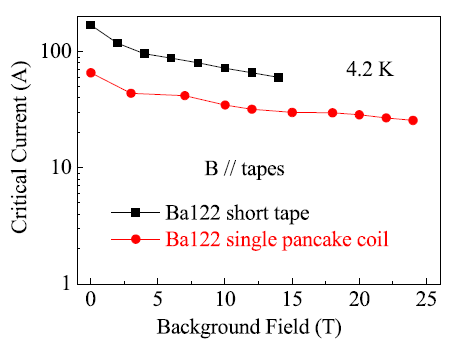 Critical Current (A)
100
10
1
4.2 K
B // tapes
Ba122 short tape
Ba122 single pancake coil
0 5 10 15 20 25
Background Field (T)